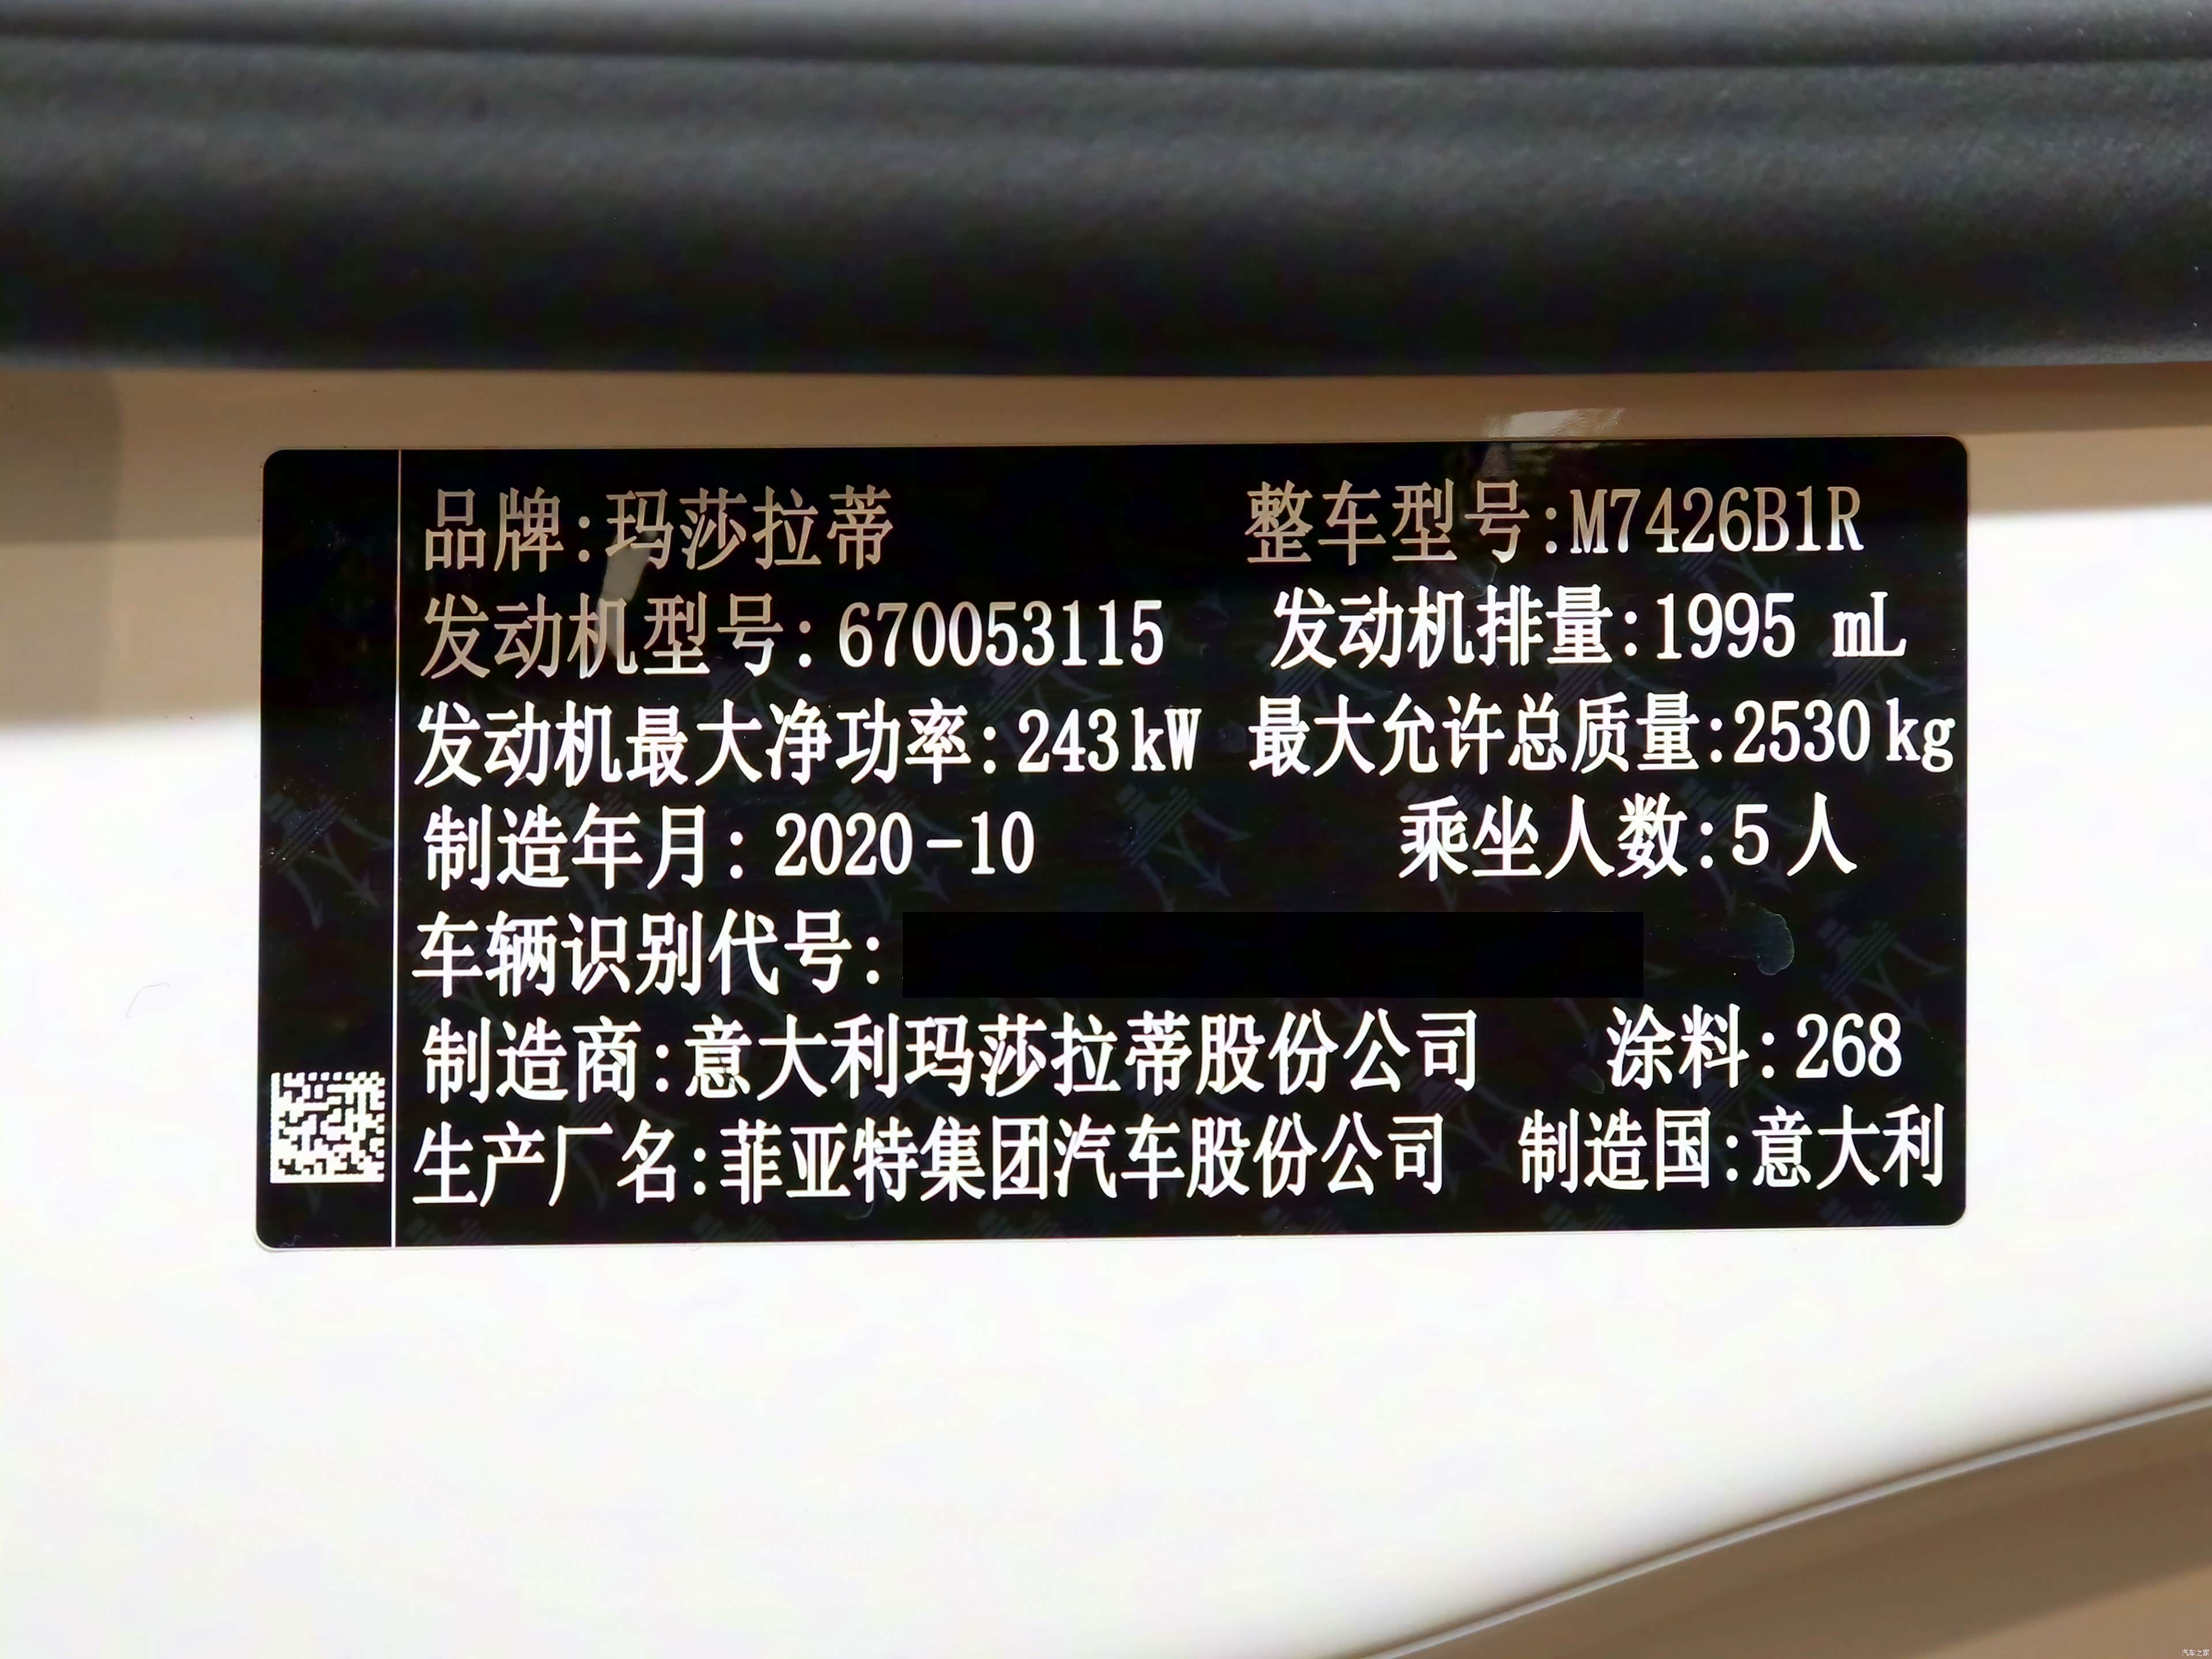 品牌:玛莎拉蒂 整车型号:M7426B1R
发动机型号:670053115 发动机排量:1995 mL
发动机最大净功率:243kW 最大允许总质量:2530kg
制造年月:2020-10 乘坐人数:5人
车辆识别代号:
制造商:意大利玛莎拉蒂股份公司 涂料:268
生产厂名:菲亚特集团汽车股份公司 制造国:意大利
汽车之家